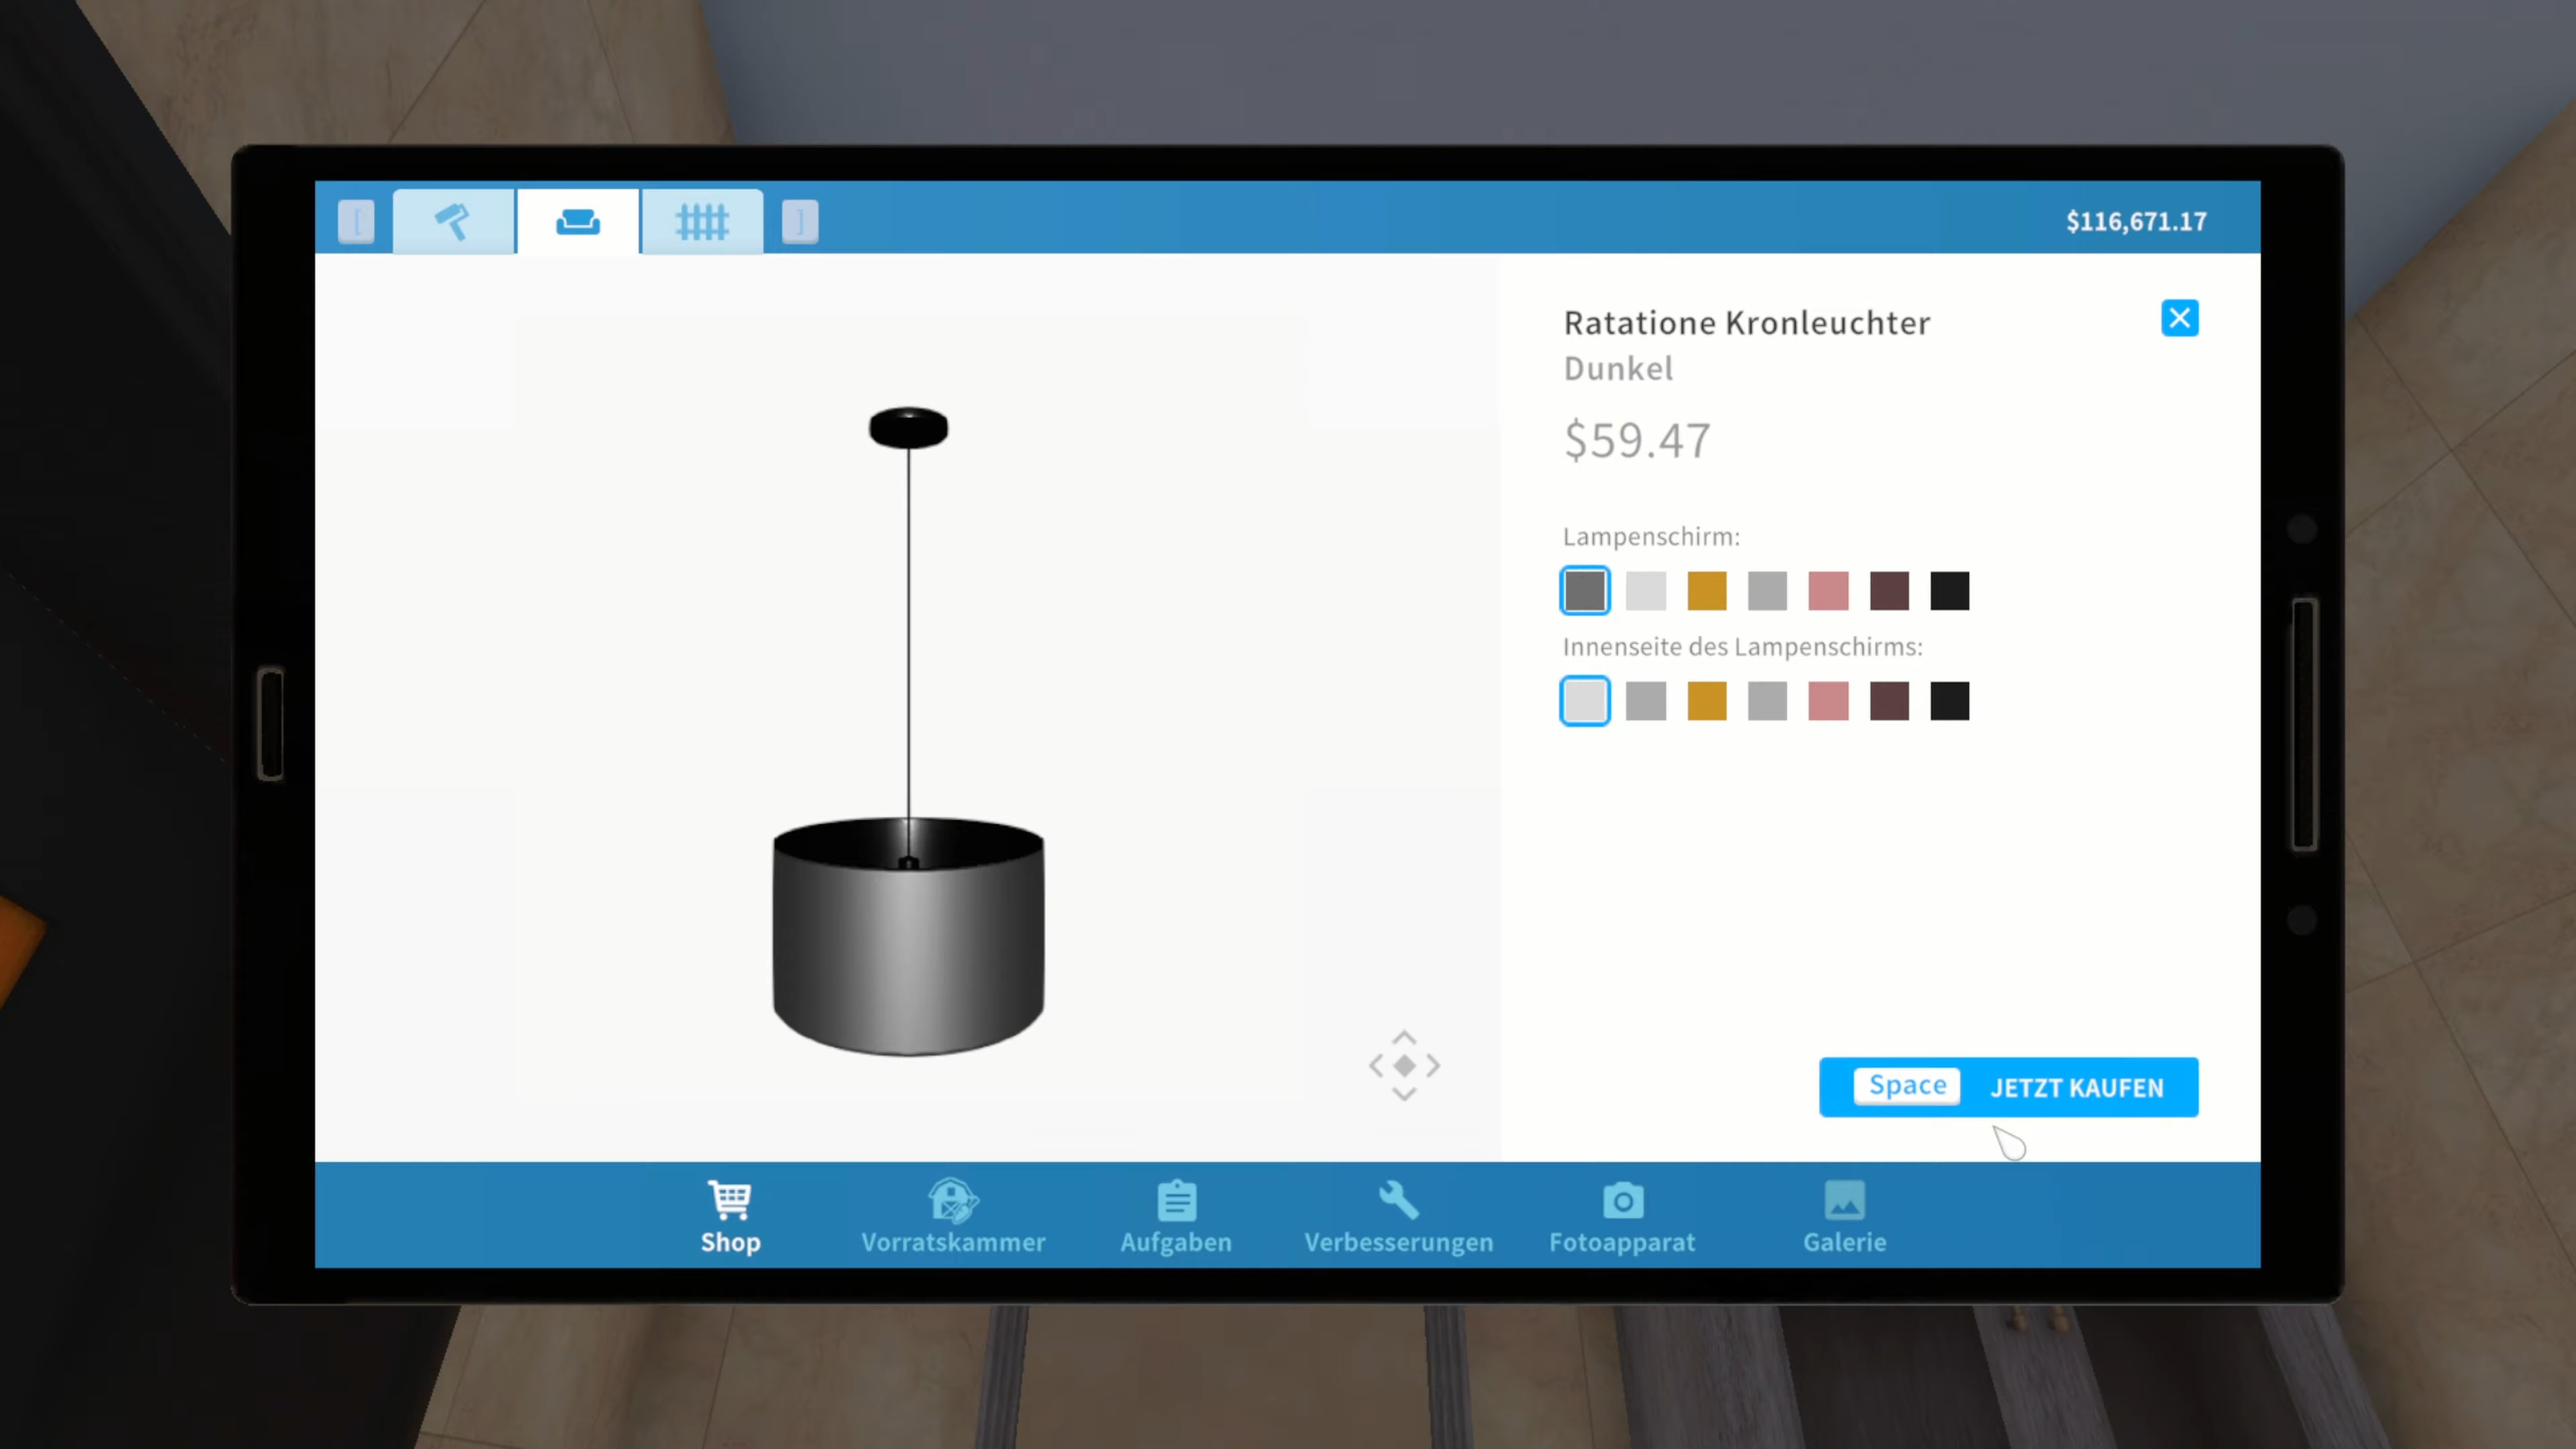 [
]
$116,671.17
Ratatione Kronleuchter
Dunkel
$59.47
Lampenschirm:
Innenseite des Lampenschirms:
Space JETZT KAUFEN
Shop
Vorratskammer
Aufgaben
Verbesserungen
Fotoapparat
Galerie